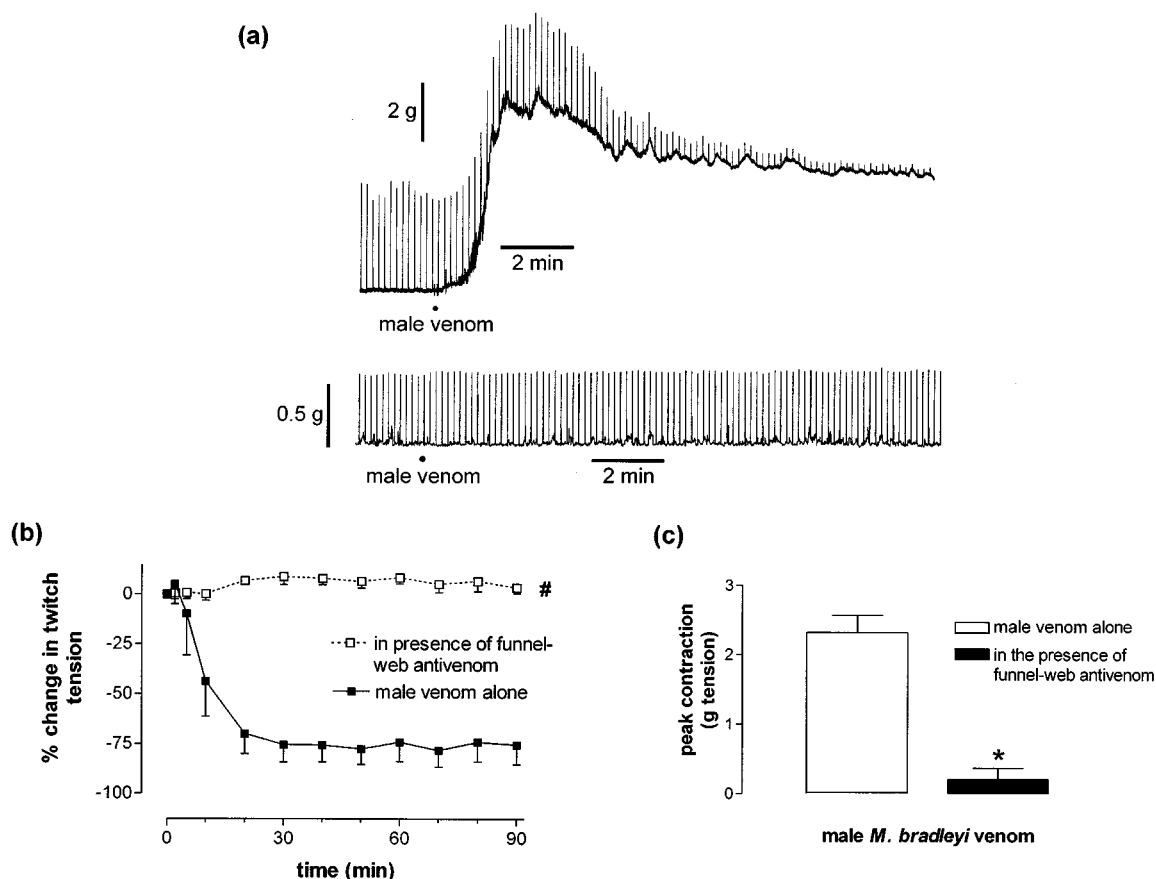 (a)
2 g
2 min
male venom
0.5 g
male venom
2 min
(b)
% change in twitch
tension
0
-25
-50
-75
-100
#
in presence of funnel-
web antivenom
male venom alone
0
30
60
90
time (min)
(c)
peak contraction
(g tension)
3
2
1
0
*
male venom alone
in the presence of
funnel-web antivenom
male M. bradleyi venom